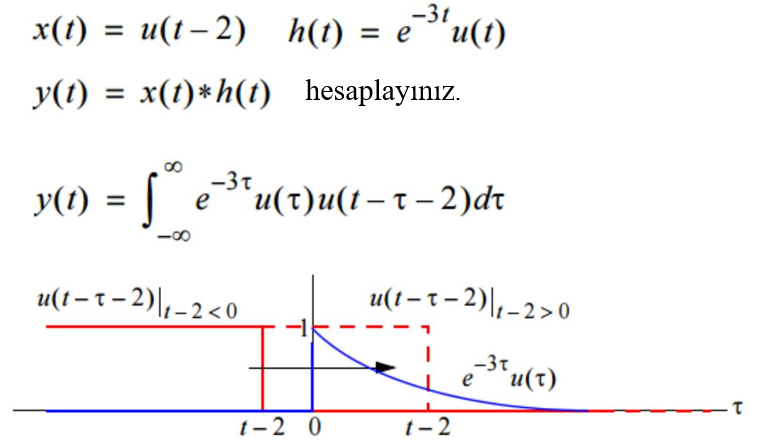 x(t) = u(t – 2)   h(t) = e^{–3t}u(t)
y(t) = x(t)*h(t)   hesaplayınız.
y(t) = ∫_{–∞}^{∞} e^{–3τ}u(τ)u(t – τ – 2)dτ
u(t – τ – 2)|_{t – 2 < 0}   u(t – τ – 2)|_{t – 2 > 0}
1
e^{–3τ}u(τ)
τ
t – 2   0   t – 2